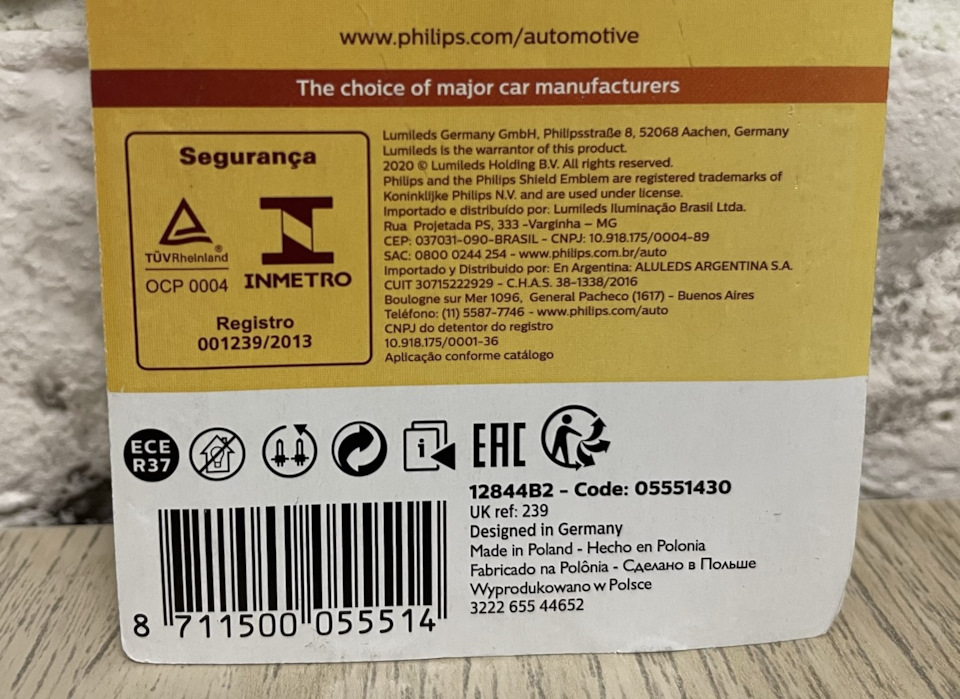 www.philips.com/automotive
The choice of major car manufacturers
Segurança
TÜVRheinland®
OCP 0004
INMETRO
Registro
001239/2013
Lumileds Germany GmbH, Philipsstraße 8, 52068 Aachen, Germany
Lumileds is the warrantor of this product.
2020 © Lumileds Holding B.V. All rights reserved.
Philips and the Philips Shield Emblem are registered trademarks of
Koninklijke Philips N.V. and are used under license.
Importado e distribuído por: Lumileds Iluminação Brasil Ltda.
Rua Projetada PS, 333 -Varginha – MG
CEP: 037031-090-BRASIL - CNPJ: 10.918.175/0004-89
SAC: 0800 0244 254 - www.philips.com.br/auto
Importado y Distribuido por: En Argentina: ALULEDS ARGENTINA S.A.
CUIT 30715222929 - C.H.A.S. 38-1338/2016
Boulogne sur Mer 1096, General Pacheco (1617) - Buenos Aires
Teléfono: (11) 5587-7746 - www.philips.com/auto
CNPJ do detentor do registro
10.918.175/0001-36
Aplicação conforme catálogo
ECE
R37
i
EAC
12844B2 - Code: 05551430
UK ref: 239
Designed in Germany
Made in Poland - Hecho en Polonia
Fabricado na Polônia - Сделано в Польше
Wyprodukowano w Polsce
3222 655 44652
8 711500 055514